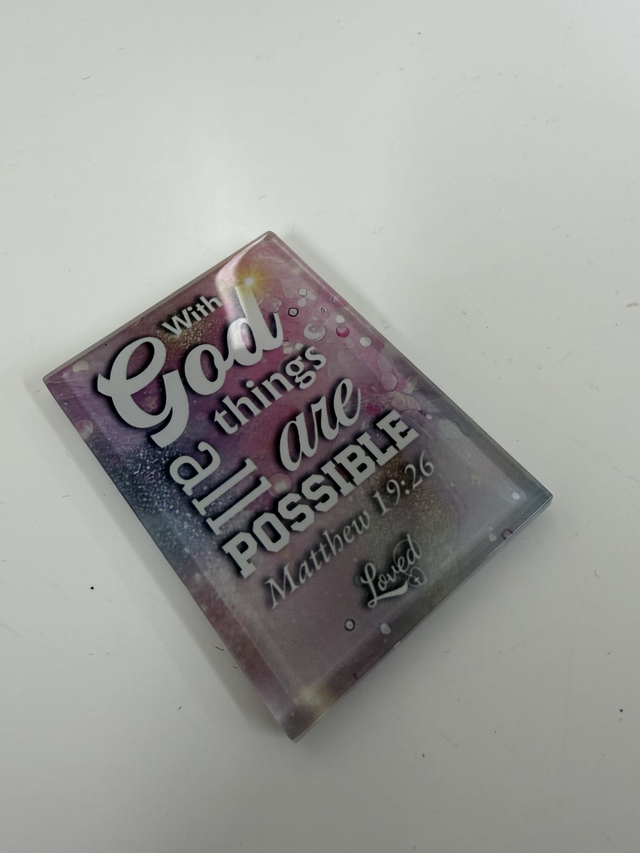 With
God
all things
are
POSSIBLE
Matthew 19:26
Loved